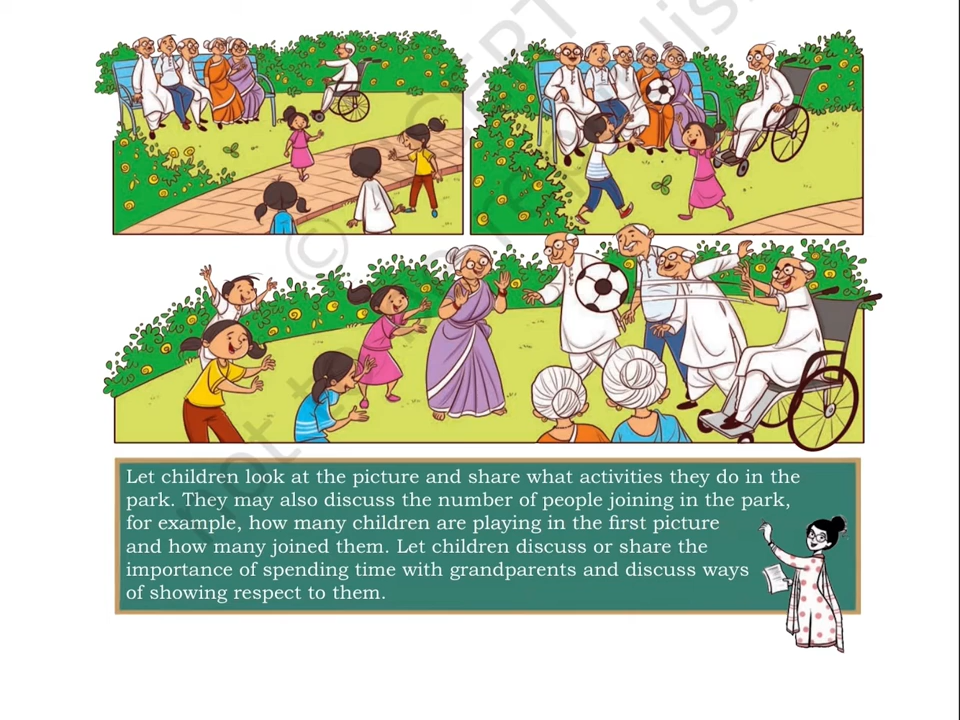 Let children look at the picture and share what activities they do in the
park. They may also discuss the number of people joining in the park,
for example, how many children are playing in the first picture
and how many joined them. Let children discuss or share the
importance of spending time with grandparents and discuss ways
of showing respect to them.